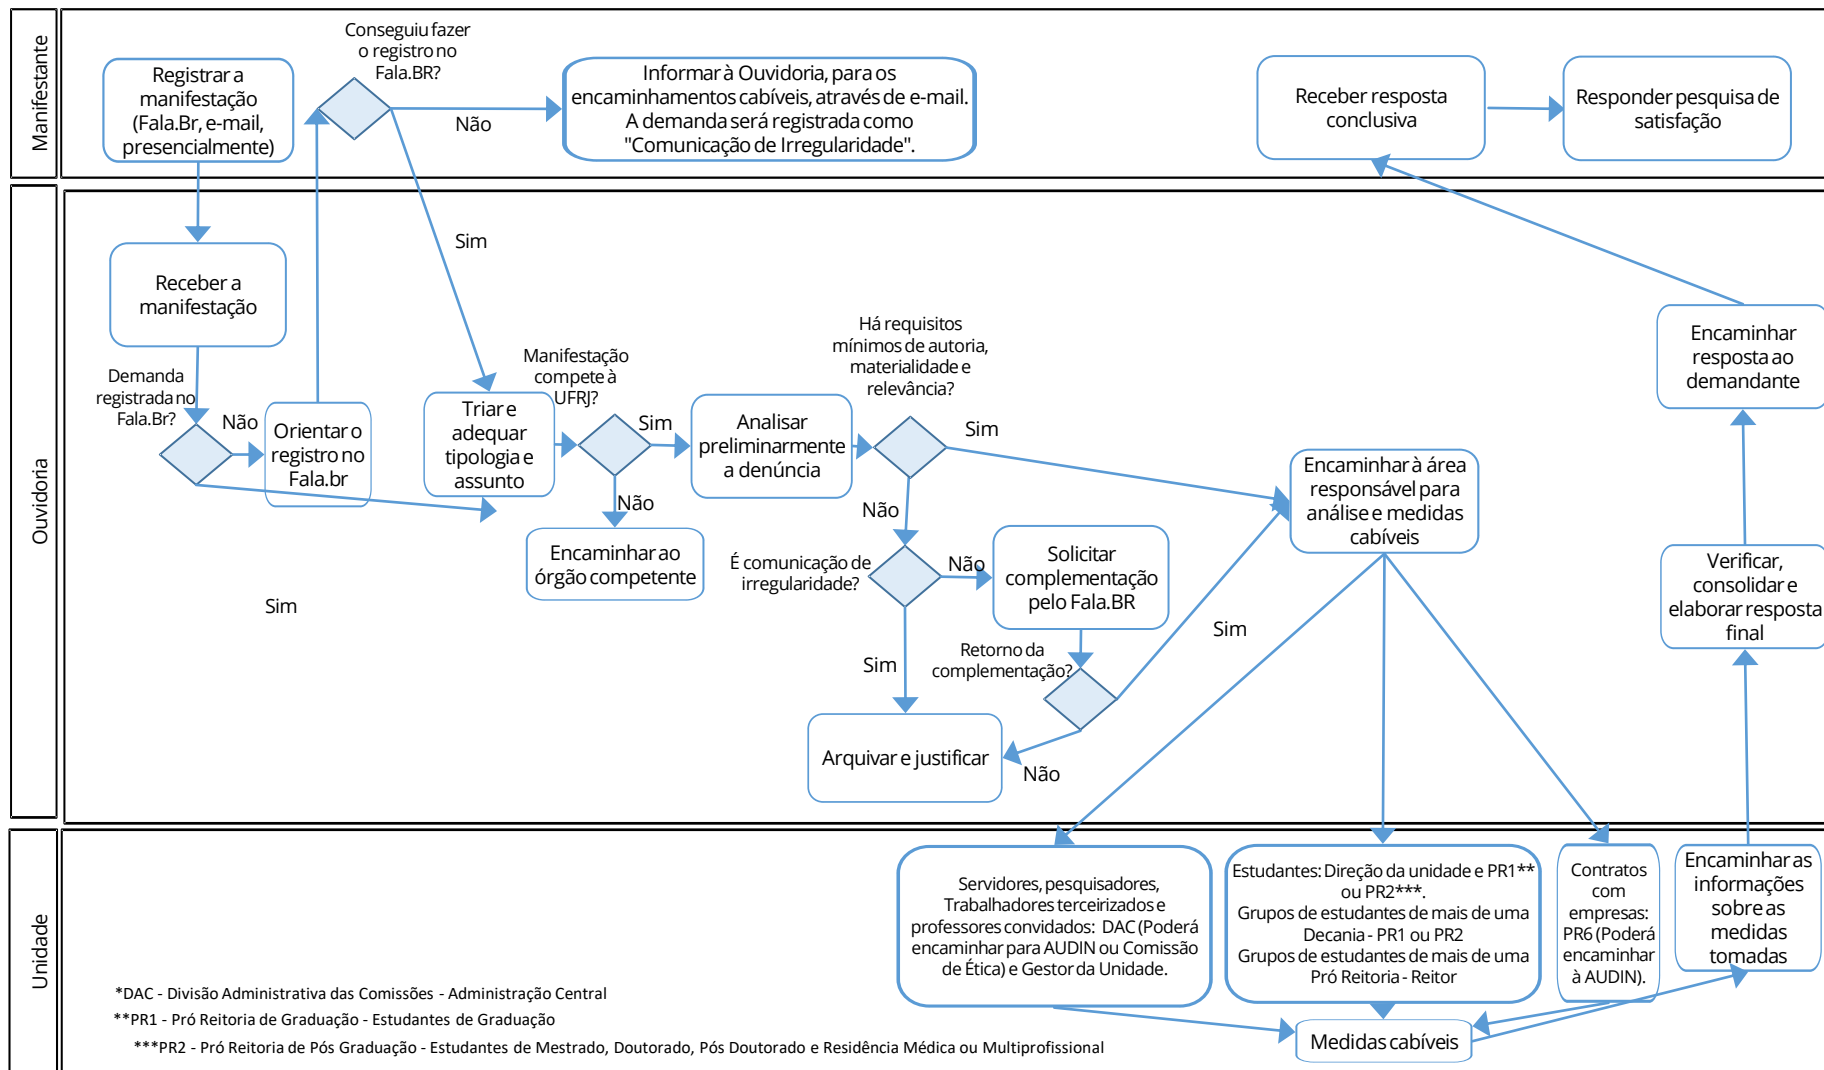 Manifestante
Registrar a
manifestação
(Fala.Br, e-mail,
presencialmente)
Conseguiu fazer
o registro no
Fala.BR?
Não
Informar à Ouvidoria, para os
encaminhamentos cabíveis, através de e-mail.
A demanda será registrada como
"Comunicação de Irregularidade".
Receber resposta
conclusiva
Responder pesquisa de
satisfação
Ouvidoria
Sim
Receber a
manifestação
Demanda
registrada no
Fala.Br?
Não
Orientar o
registro no
Fala.br
Sim
Triar e
adequar
tipologia e
assunto
Manifestação
compete à
UFRJ?
Sim
Não
Encaminhar ao
órgão competente
Analisar
preliminarmente
a denúncia
Há requisitos
mínimos de autoria,
materialidade e
relevância?
Sim
Não
É comunicação de
irregularidade?
Não
Sim
Solicitar
complementação
pelo Fala.BR
Retorno da
complementação?
Sim
Não
Arquivar e justificar
Encaminhar à área
responsável para
análise e medidas
cabíveis
Encaminhar
resposta ao
demandante
Verificar,
consolidar e
elaborar resposta
final
Unidade
Servidores, pesquisadores,
Trabalhadores terceirizados e
professores convidados: DAC (Poderá
encaminhar para AUDIN ou Comissão
de Ética) e Gestor da Unidade.
Estudantes: Direção da unidade e PR1**
ou PR2***.
Grupos de estudantes de mais de uma
Decania - PR1 ou PR2
Grupos de estudantes de mais de uma
Pró Reitoria - Reitor
Contratos
com
empresas:
PR6 (Poderá
encaminhar
à AUDIN).
Encaminhar as
informações
sobre as
medidas
tomadas
Medidas cabíveis
*DAC - Divisão Administrativa das Comissões - Administração Central
**PR1 - Pró Reitoria de Graduação - Estudantes de Graduação
***PR2 - Pró Reitoria de Pós Graduação - Estudantes de Mestrado, Doutorado, Pós Doutorado e Residência Médica ou Multiprofissional